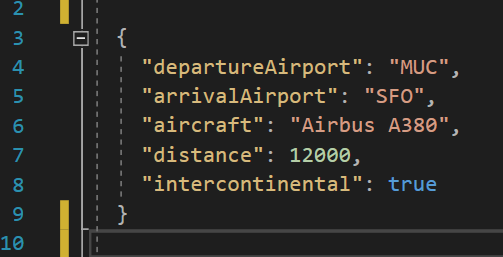 2
3 {
4 "departureAirport": "MUC",
5 "arrivalAirport": "SFO",
6 "aircraft": "Airbus A380",
7 "distance": 12000,
8 "intercontinental": true
9 }
10